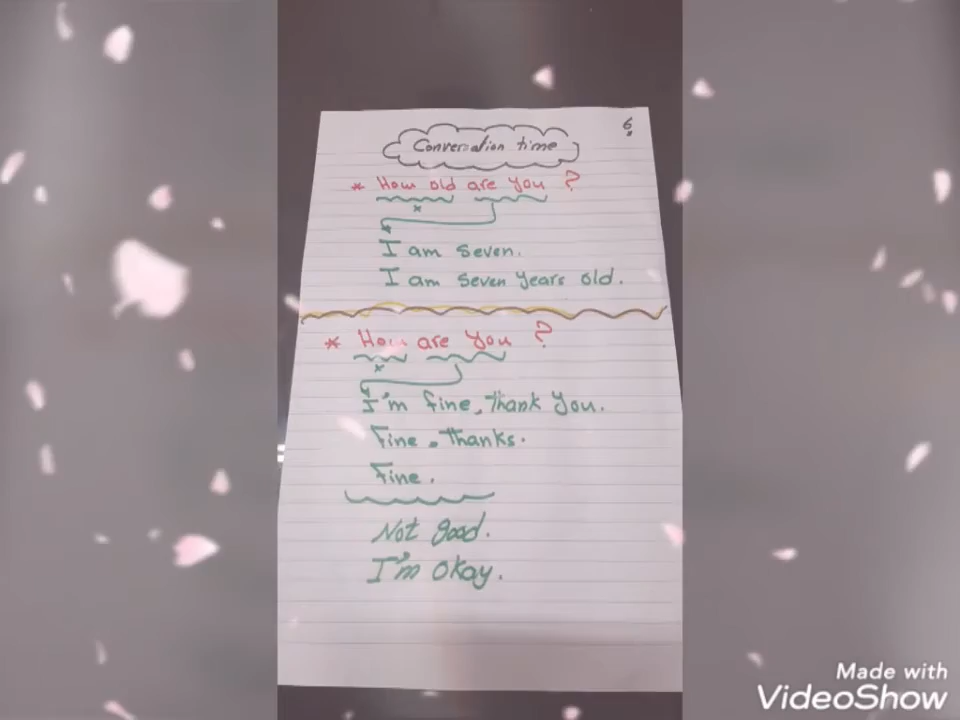 6
Conversation time
* How old are you ?
I am seven.
I am seven years old.
* How are you ?
I'm fine, thank you.
Fine, thanks.
Fine.
Not good.
I'm okay.
Made with
VideoShow